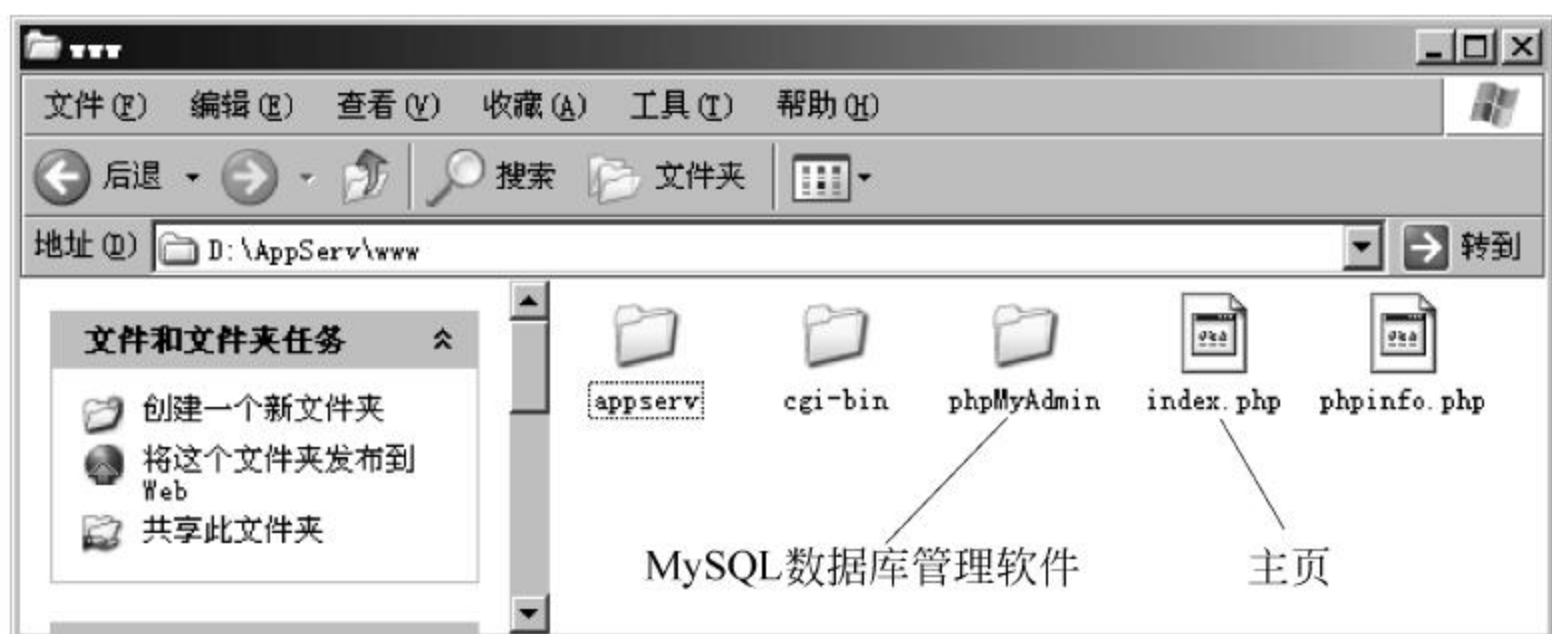 www
文件(F) 编辑(E) 查看(V) 收藏(A) 工具(T) 帮助(H)
后退 搜索 文件夹
地址(D) D:\AppServ\www 转到
文件和文件夹任务
创建一个新文件夹
将这个文件夹发布到
Web
共享此文件夹
appserv cgi-bin phpMyAdmin index.php phpinfo.php
MySQL数据库管理软件 主页